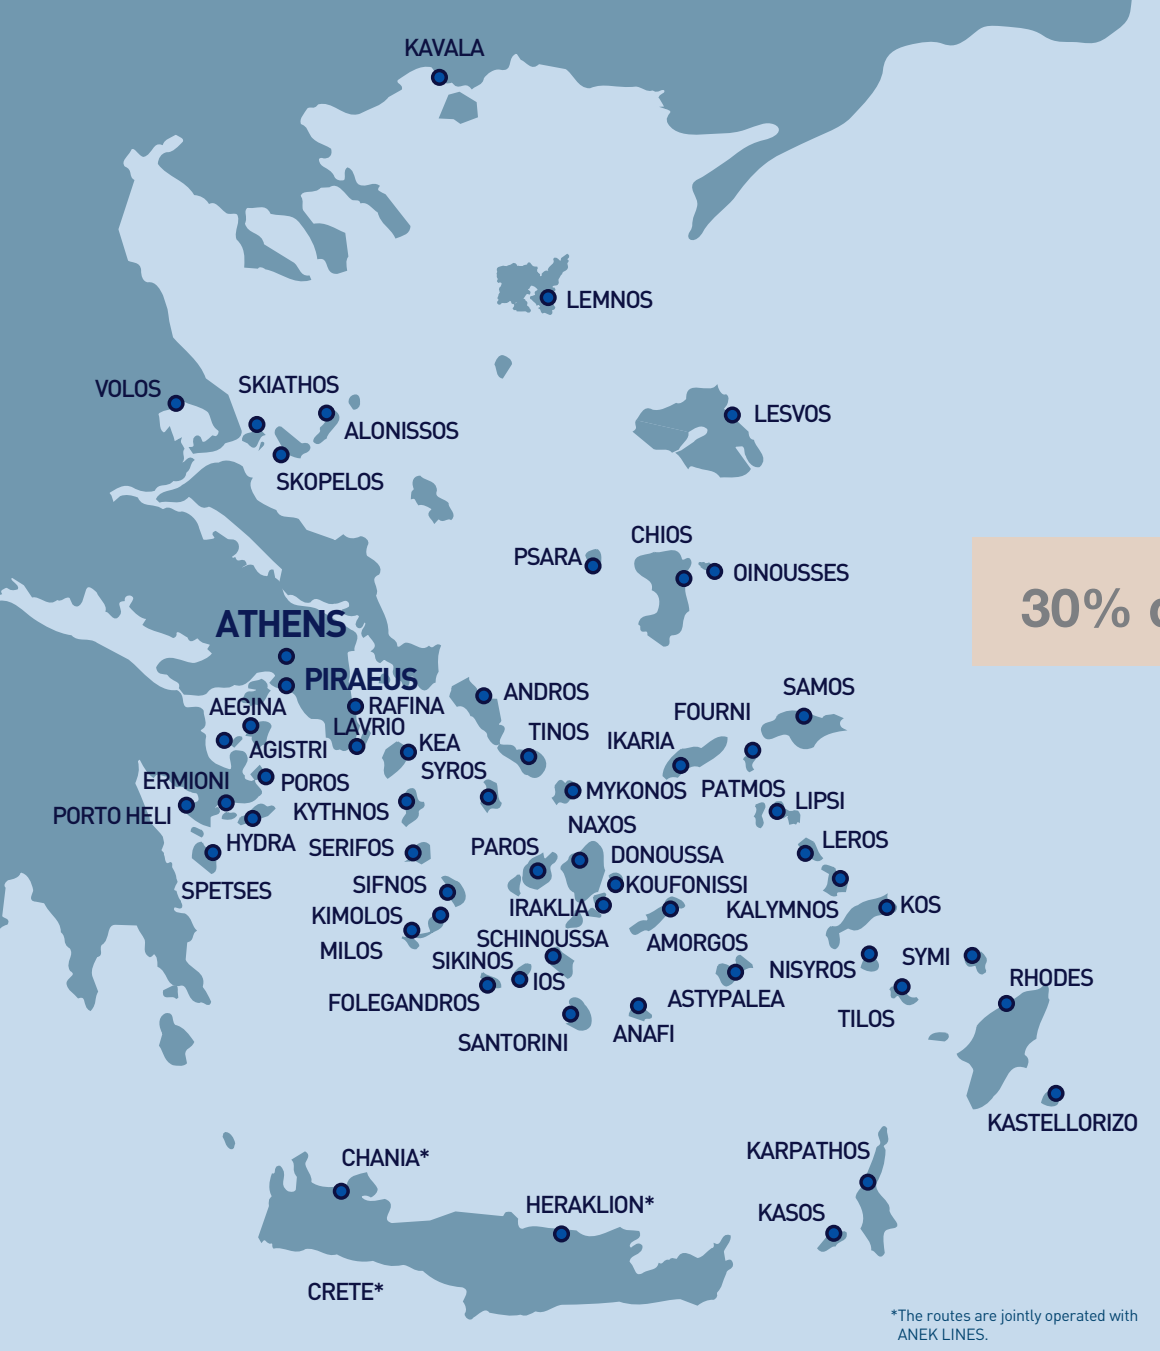 KAVALA
LEMNOS
VOLOS
SKIATHOS
ALONISSOS
SKOPELOS
LESVOS
PSARA
CHIOS
OINOUSSES
30%
ATHENS
PIRAEUS
AEGINA
RAFINA
LAVRIO
AGISTRI
KEA
ANDROS
TINOS
SAMOS
FOURNI
IKARIA
SYROS
ERMIONI
POROS
MYKONOS
PATMOS
LIPSI
PORTO HELI
KYTHNOS
NAXOS
HYDRA
SERIFOS
PAROS
DONOUSSA
LEROS
SPETSES
SIFNOS
KOUFONISSI
KIMOLOS
IRAKLIA
KALYMNOS
KOS
MILOS
SCHINOUSSA
AMORGOS
SIKINOS
IOS
NISYROS
SYMI
FOLEGANDROS
ASTYPALEA
RHODES
SANTORINI
ANAFI
TILOS
KASTELLORIZO
CHANIA*
KARPATHOS
HERAKLION*
KASOS
CRETE*
*The routes are jointly operated with
ANEK LINES.